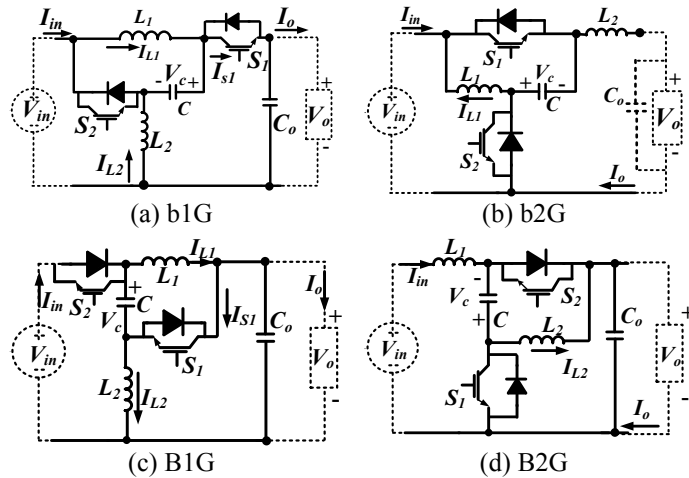 I_in L_1 I_o
I_L1 I_s1 S_1
- V_c + +
V_in S_2 C C_o V_o
L_2 -
I_L2
(a) b1G
I_in L_2
S_1
L_1 + V_c - +
V_in I_L1 C C_o V_o
S_2 -
I_o
(b) b2G
I_L1
L_1 I_o
I_in S_2 + C
V_c I_S1 C_o +
V_in S_1 V_o
L_2 I_L2 -
(c) B1G
L_1
I_in - S_2
V_c C C_o
+ L_2 +
V_in I_L2 V_o
S_1 -
I_o
(d) B2G